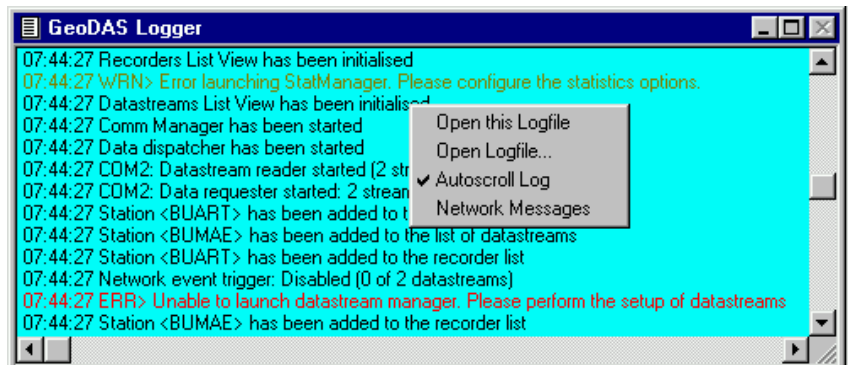 GeoDAS Logger
07:44:27 Recorders List View has been initialised
07:44:27 WRN> Error launching StatManager. Please configure the statistics options.
07:44:27 Datastreams List View has been initialised
07:44:27 Comm Manager has been started
07:44:27 Data dispatcher has been started
07:44:27 COM2: Datastream reader started (2 str
07:44:27 COM2: Data requester started: 2 strean
07:44:27 Station <BUART> has been added to t
07:44:27 Station <BUMAE> has been added to the list of datastreams
07:44:27 Station <BUART> has been added to the recorder list
07:44:27 Network event trigger: Disabled (0 of 2 datastreams)
07:44:27 ERR> Unable to launch datastream manager. Please perform the setup of datastreams
07:44:27 Station <BUMAE> has been added to the recorder list
Open this Logfile
Open Logfile...
Autoscroll Log
Network Messages